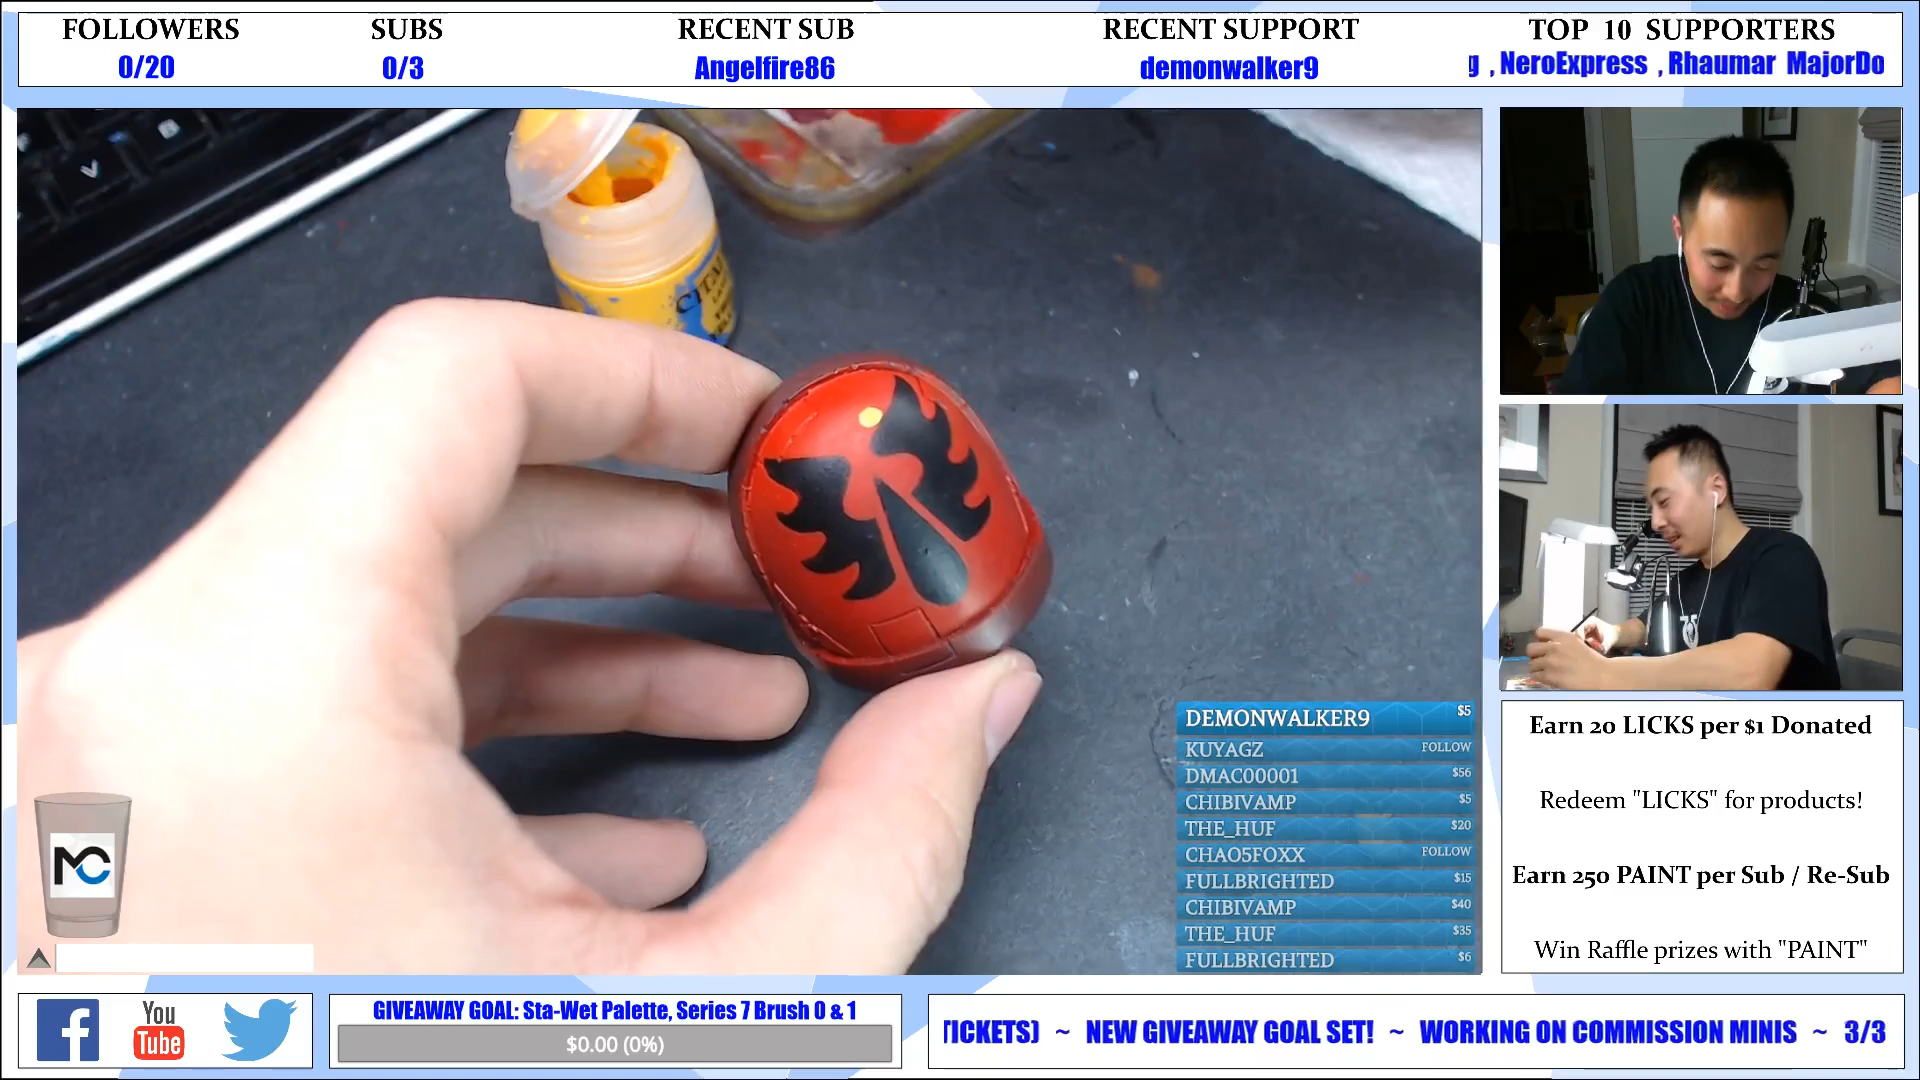 FOLLOWERS
0/20
SUBS
0/3
RECENT SUB
Angelfire86
RECENT SUPPORT
demonwalker9
TOP 10 SUPPORTERS
g , NeroExpress , Rhaumar MajorDo
V
CITA
DEMONWALKER9 $5
KUYAGZ FOLLOW
DMAC00001 $56
CHIBIVAMP $5
THE_HUF $20
CHAO5FOXX FOLLOW
FULLBRIGHTED $15
CHIBIVAMP $40
THE_HUF $35
FULLBRIGHTED $6
MC
Earn 20 LICKS per $1 Donated
Redeem "LICKS" for products!
Earn 250 PAINT per Sub / Re-Sub
Win Raffle prizes with "PAINT"
f
You
Tube
GIVEAWAY GOAL: Sta-Wet Palette, Series 7 Brush 0 & 1
$0.00 (0%)
TICKETS) ~ NEW GIVEAWAY GOAL SET! ~ WORKING ON COMMISSION MINIS ~ 3/3